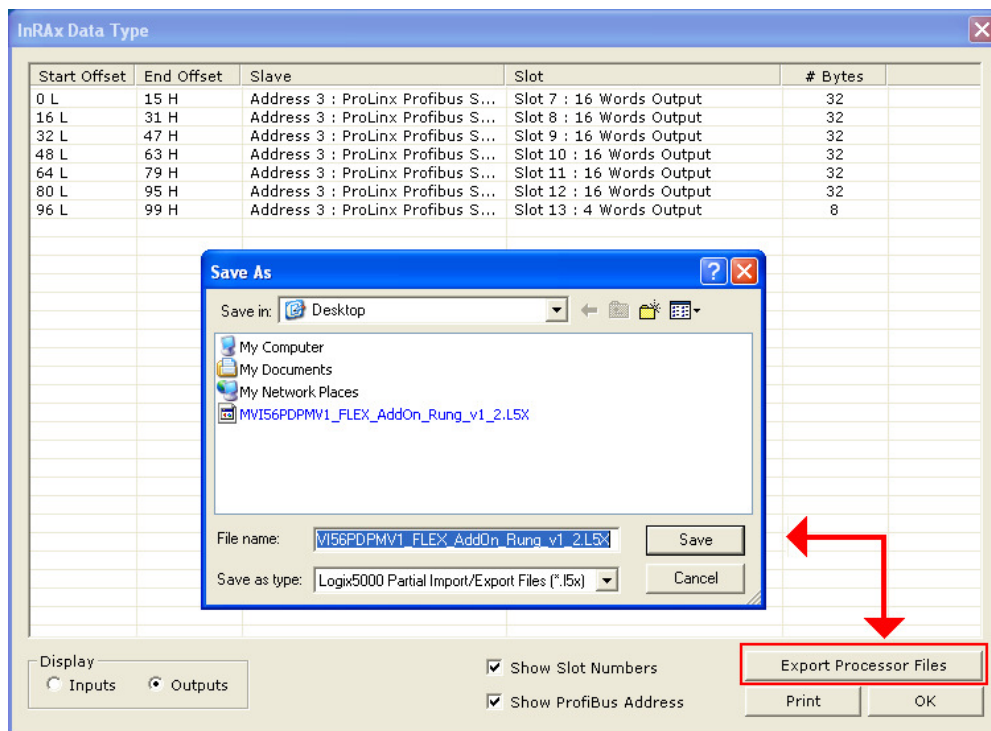 InRAx Data Type
Start Offset End Offset Slave Slot # Bytes
0 L 15 H Address 3 : ProLinx Profibus S... Slot 7 : 16 Words Output 32
16 L 31 H Address 3 : ProLinx Profibus S... Slot 8 : 16 Words Output 32
32 L 47 H Address 3 : ProLinx Profibus S... Slot 9 : 16 Words Output 32
48 L 63 H Address 3 : ProLinx Profibus S... Slot 10 : 16 Words Output 32
64 L 79 H Address 3 : ProLinx Profibus S... Slot 11 : 16 Words Output 32
80 L 95 H Address 3 : ProLinx Profibus S... Slot 12 : 16 Words Output 32
96 L 99 H Address 3 : ProLinx Profibus S... Slot 13 : 4 Words Output 8
Save As
Save in: Desktop
My Computer
My Documents
My Network Places
MVI56PDPMV1_FLEX_AddOn_Rung_v1_2.L5X
File name: VI56PDPMV1_FLEX_AddOn_Rung_v1_2.L5X Save
Save as type: Logix5000 Partial Import/Export Files (*.l5x) Cancel
Display
Inputs Outputs
Show Slot Numbers
Show ProfiBus Address
Export Processor Files
Print OK